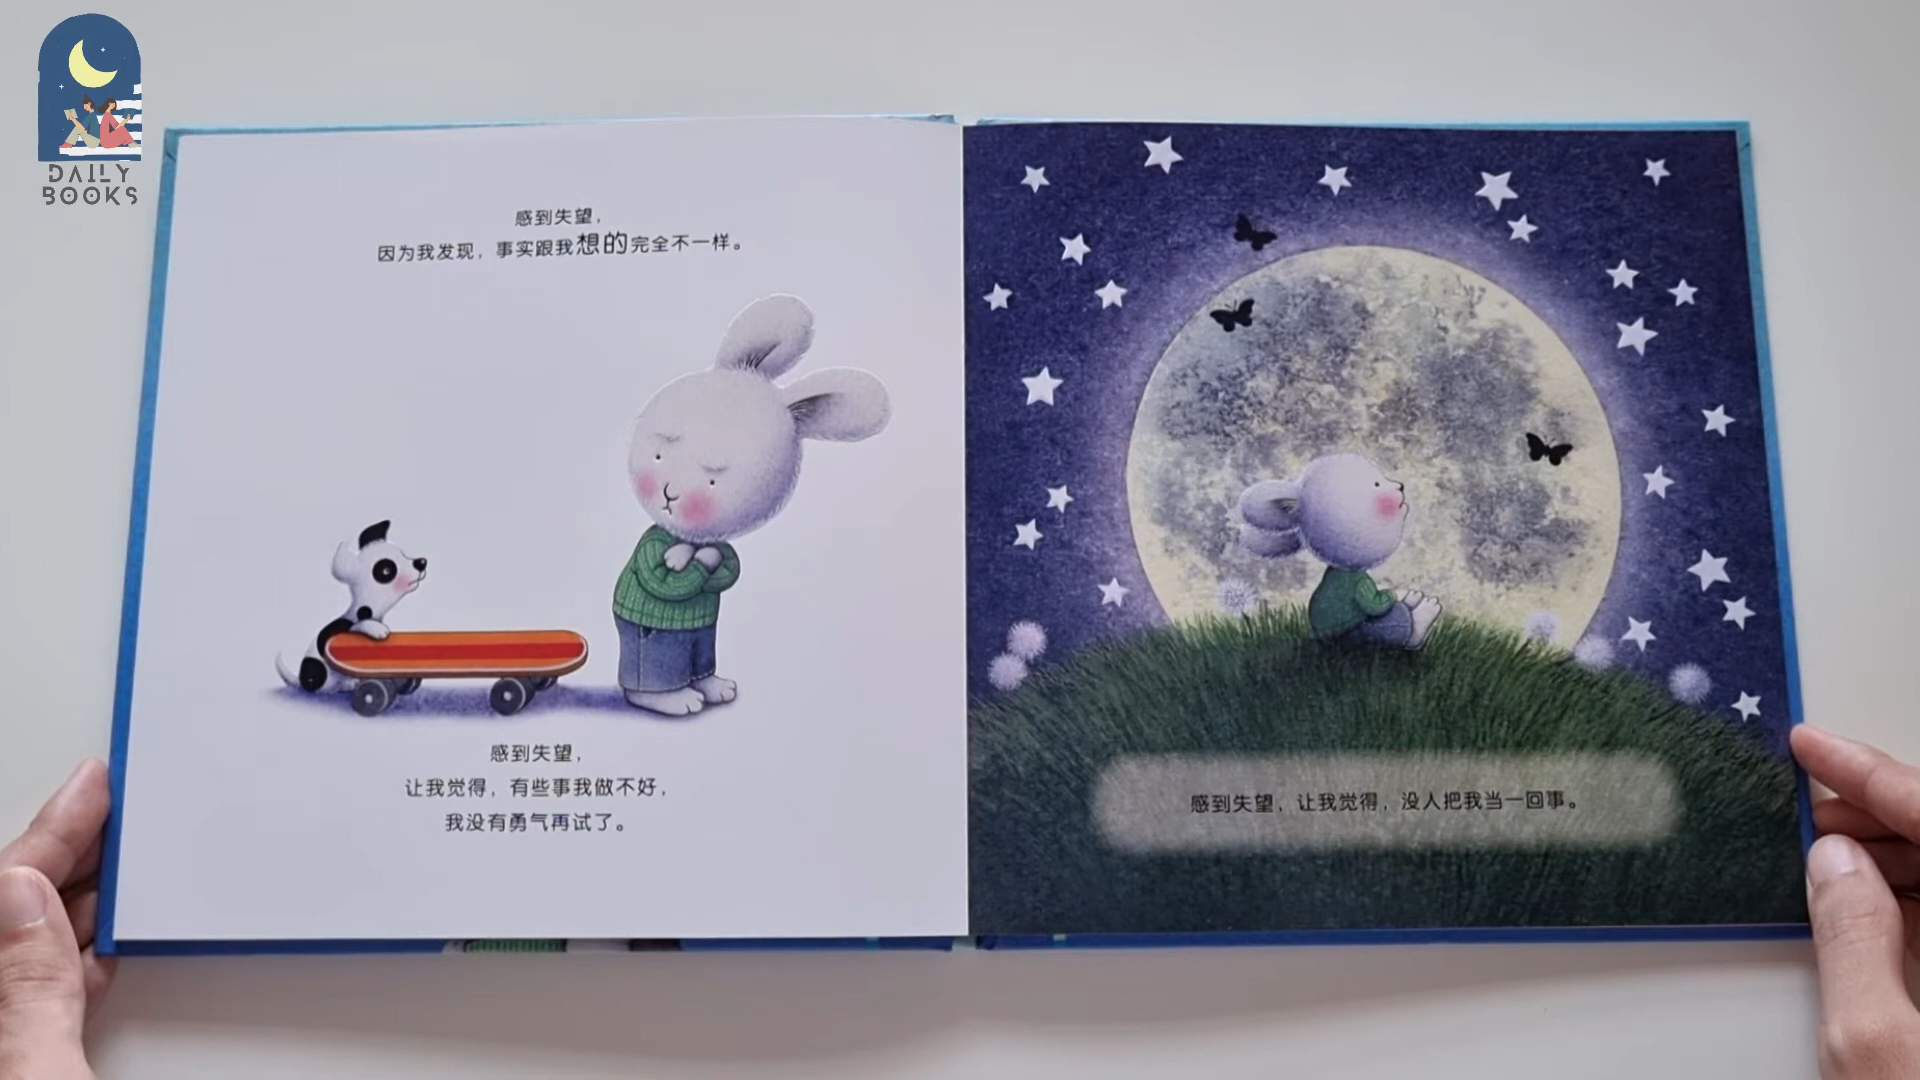 DAILY
BOOKS
感到失望，
因为我发现，事实跟我想的完全不一样。
感到失望，
让我觉得，有些事我做不好，
我没有勇气再试了。
感到失望，让我觉得，没人把我当一回事。